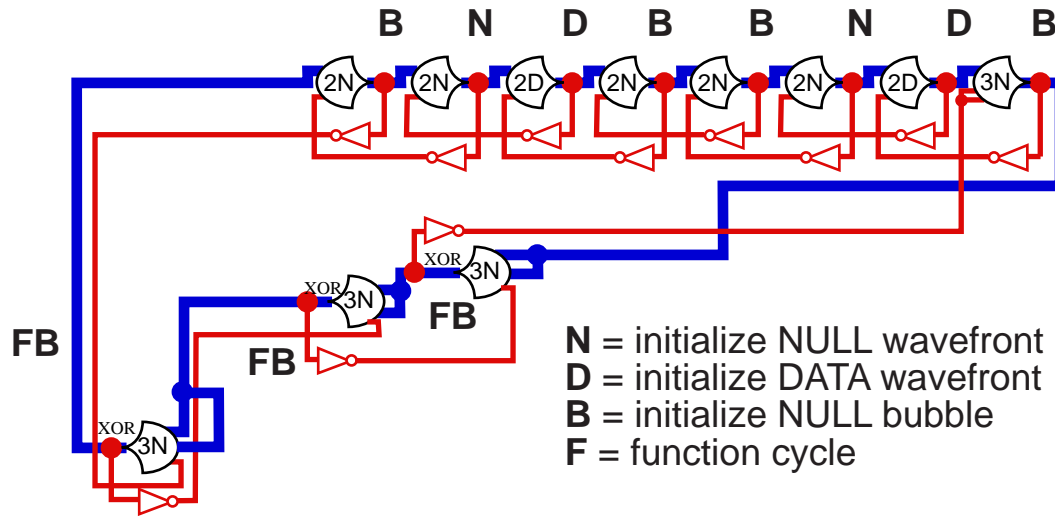 B N D B B N D B
2N 2N 2D 2N 2N 2N 2D 3N
XOR 3N
XOR 3N
FB
FB
FB
XOR 3N
N = initialize NULL wavefront
D = initialize DATA wavefront
B = initialize NULL bubble
F = function cycle